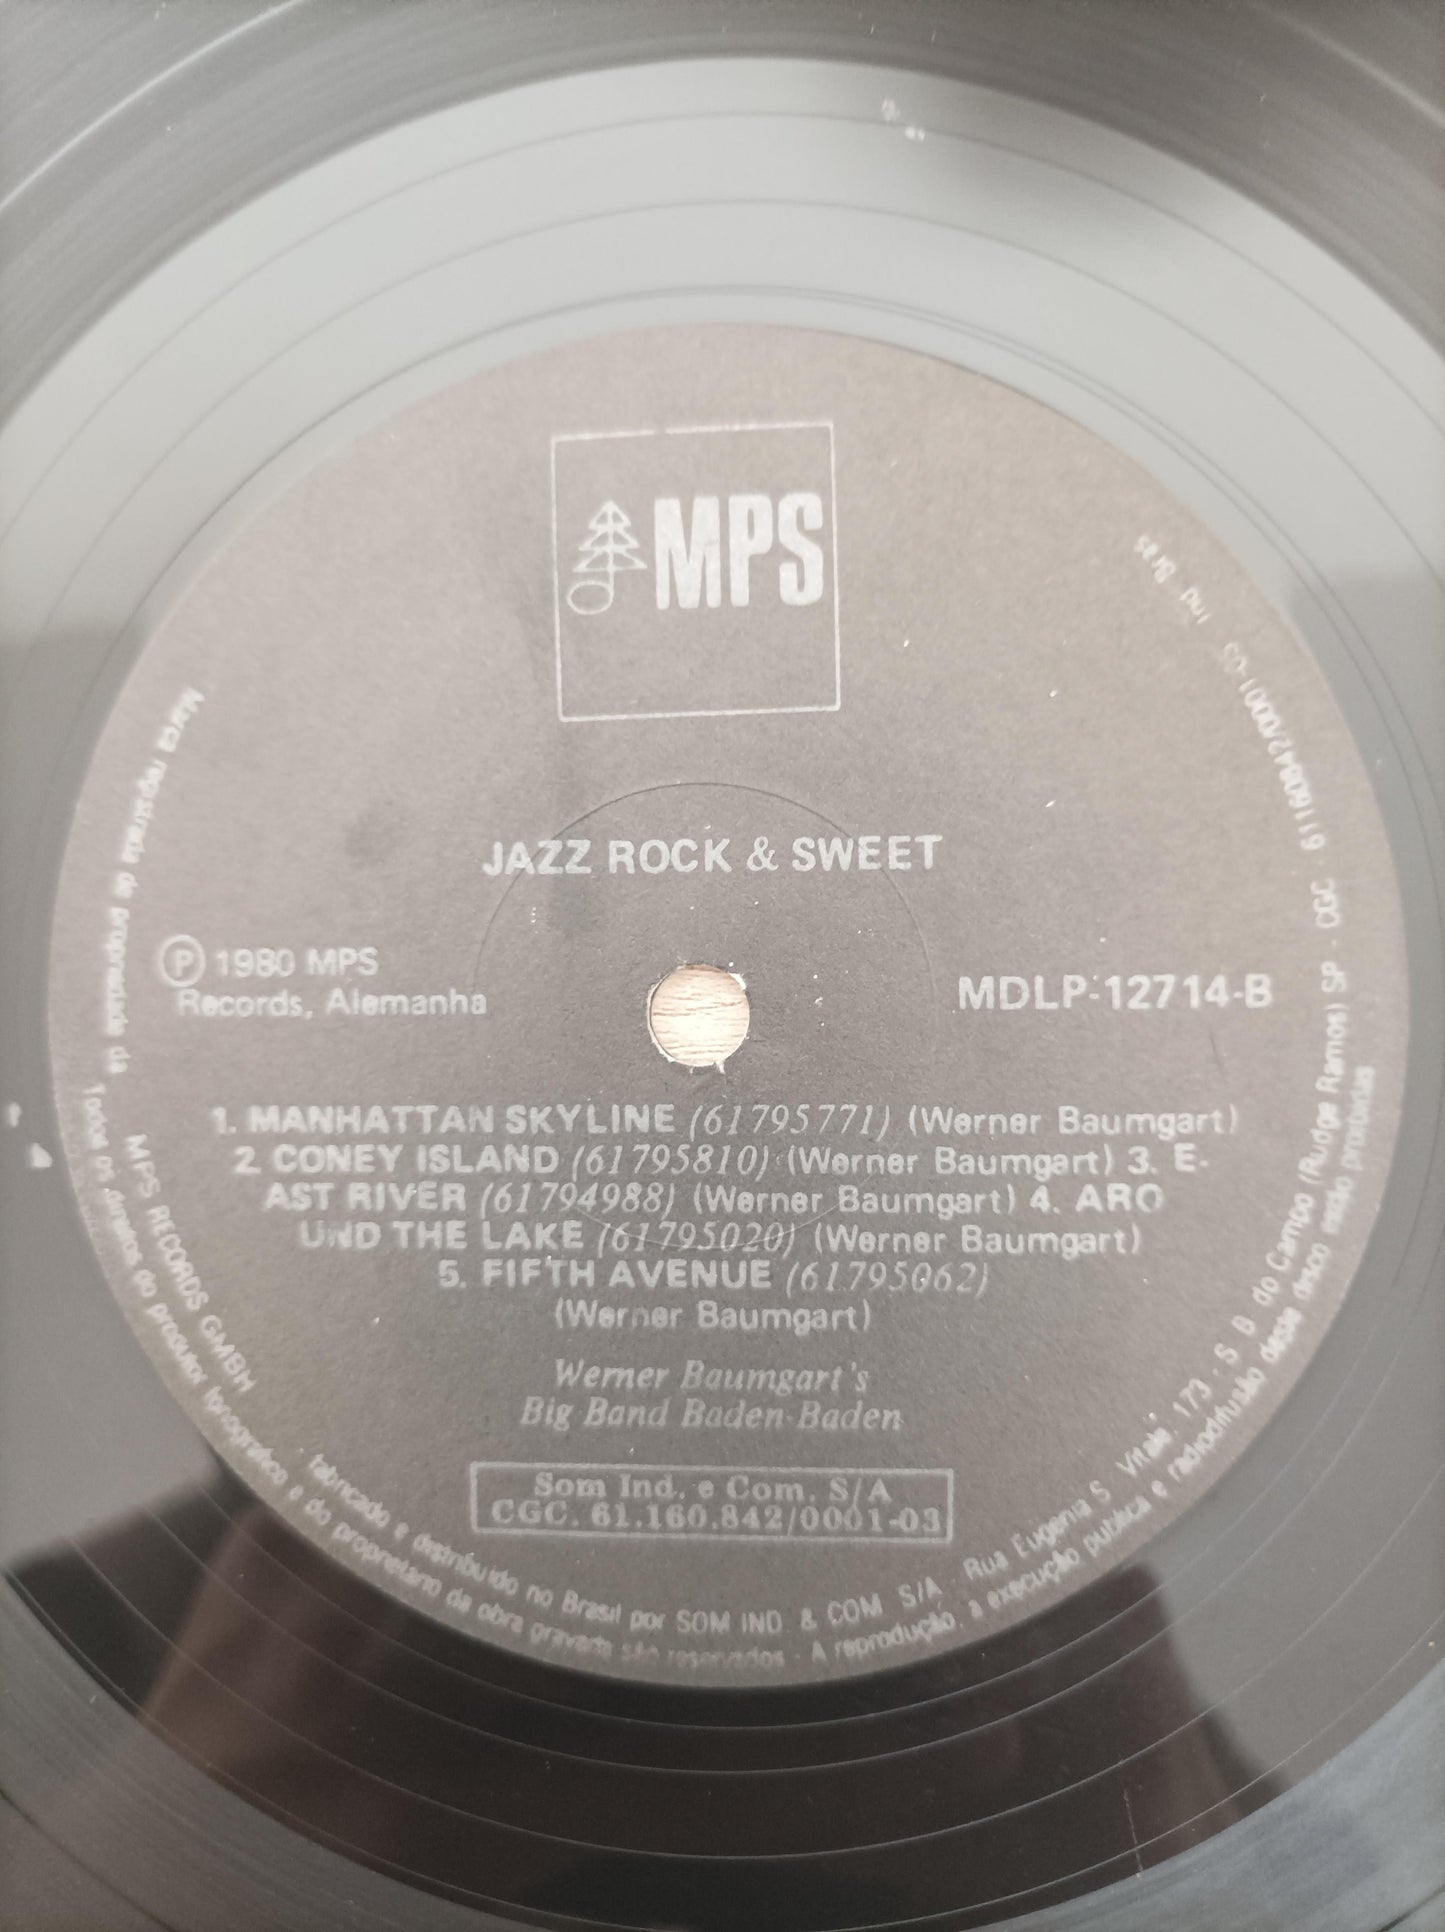 MPS
JAZZ ROCK & SWEET
Ⓟ 1980 MPS
Records, Alemanha
MDLP-12714-B
1. MANHATTAN SKYLINE (61795771) (Werner Baumgart)
2. CONEY ISLAND (61795810) (Werner Baumgart) 3. E-
AST RIVER (61794988) (Werner Baumgart) 4. ARO
UND THE LAKE (61795020) (Werner Baumgart)
5. FIFTH AVENUE (61795062)
(Werner Baumgart)
Werner Baumgart's
Big Band Baden-Baden
Som Ind. e Com. S/A
CGC. 61.160.842/0001-03
Marca registrada de propriedade da MPS RECORDS GMBH fabricado e distribuído no Brasil por SOM IND. & COM S/A Rua Eugenia S Vitale, 173 - S B do Campo (Rudge Ramos) SP - CGC 61160842/0001-03 Ind Bras
Todos os direitos do produtor fonográfico e do proprietário da obra gravada são reservados - A reprodução, a execução pública e radiodifusão desse disco estão proibidas